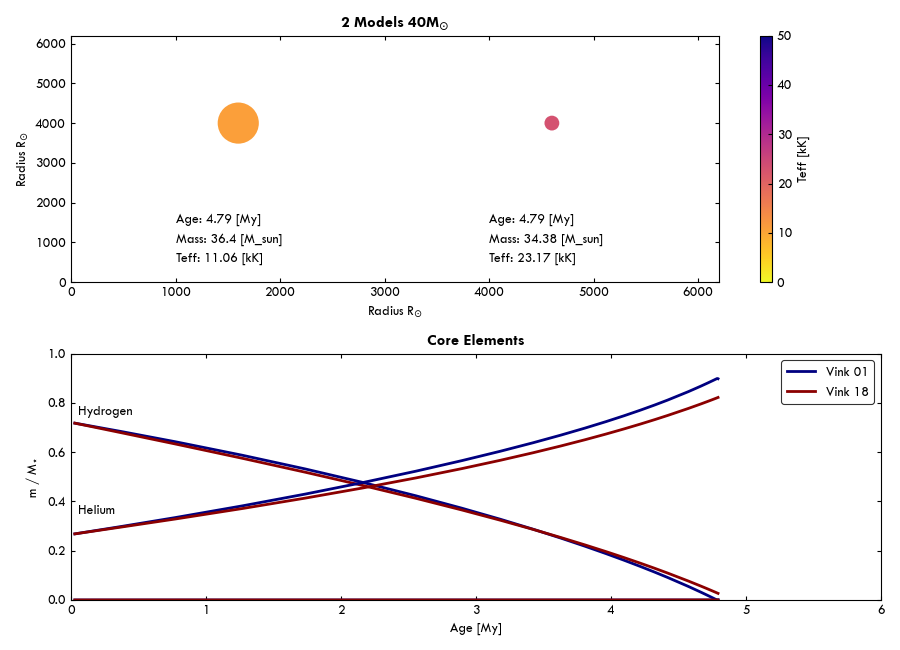 2 Models 40M☉
6000
5000
4000
3000
2000
1000
0
Radius R☉
Age: 4.79 [My]
Mass: 36.4 [M_sun]
Teff: 11.06 [kK]
Age: 4.79 [My]
Mass: 34.38 [M_sun]
Teff: 23.17 [kK]
0 1000 2000 3000 4000 5000 6000
Radius R☉
50
40
30
20
10
0
Teff [kK]
Core Elements
1.0
0.8
0.6
0.4
0.2
0.0
m / M⋆
Hydrogen
Helium
Vink 01
Vink 18
0 1 2 3 4 5 6
Age [My]